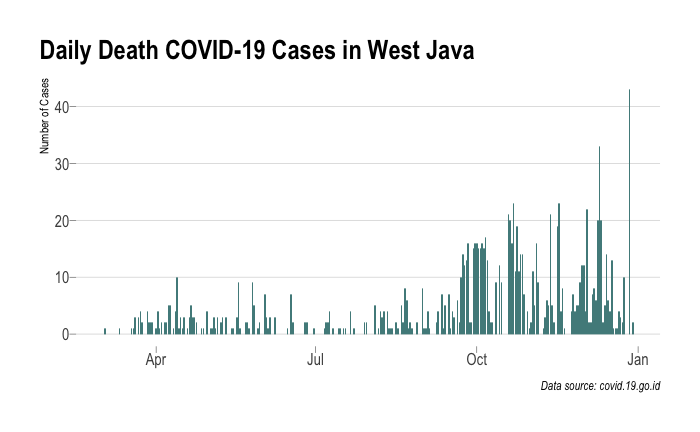 Daily Death COVID-19 Cases in West Java
Number of Cases
40
30
20
10
0
Apr
Jul
Oct
Jan
Data source: covid.19.go.id